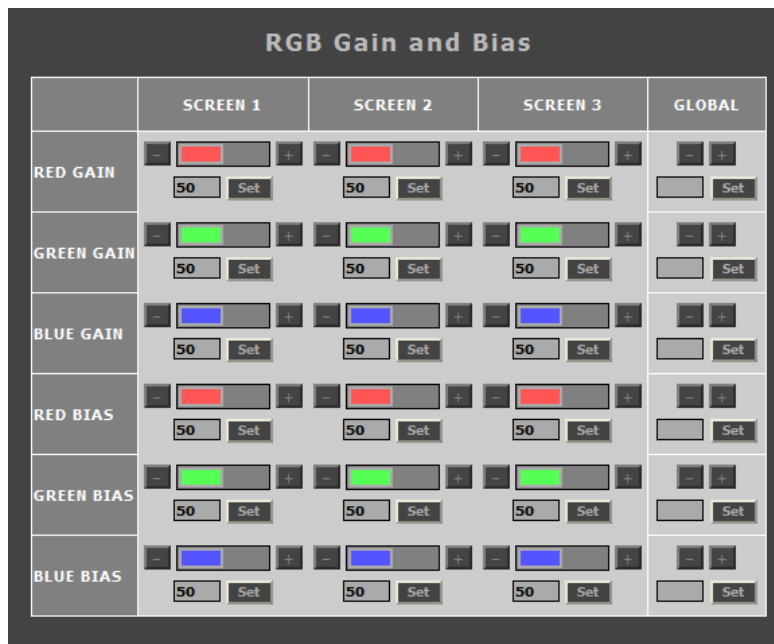 RGB Gain and Bias
SCREEN 1 SCREEN 2 SCREEN 3 GLOBAL
RED GAIN
- + - + - + - +
50 Set 50 Set 50 Set Set
GREEN GAIN
- + - + - + - +
50 Set 50 Set 50 Set Set
BLUE GAIN
- + - + - + - +
50 Set 50 Set 50 Set Set
RED BIAS
- + - + - + - +
50 Set 50 Set 50 Set Set
GREEN BIAS
- + - + - + - +
50 Set 50 Set 50 Set Set
BLUE BIAS
- + - + - + - +
50 Set 50 Set 50 Set Set